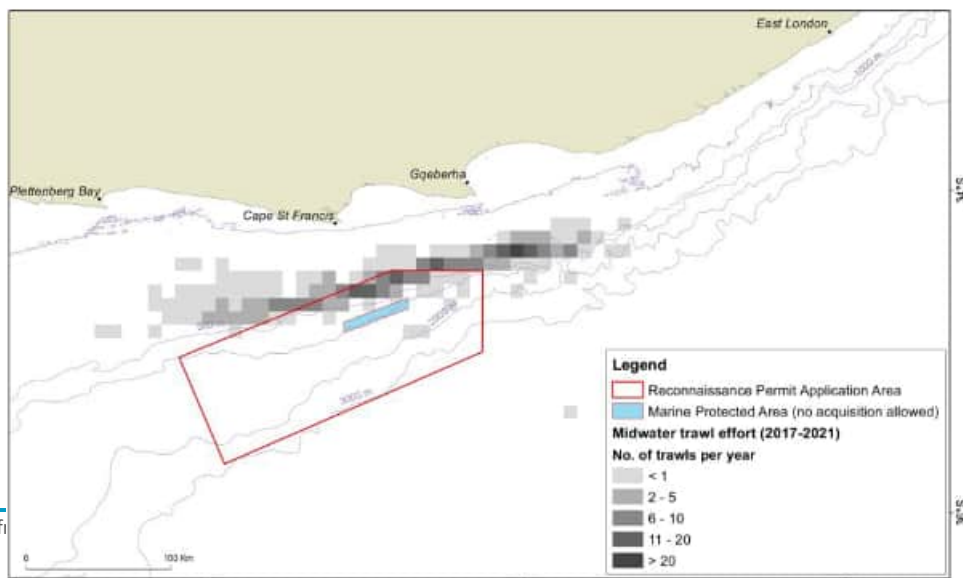 East London
1000 m
Gqeberha
Plettenberg Bay
Cape St Francis
3000 m
Legend
Reconnaissance Permit Application Area
Marine Protected Area (no acquisition allowed)
Midwater trawl effort (2017-2021)
No. of trawls per year
< 1
2 - 5
6 - 10
11 - 20
> 20
0
100 Km